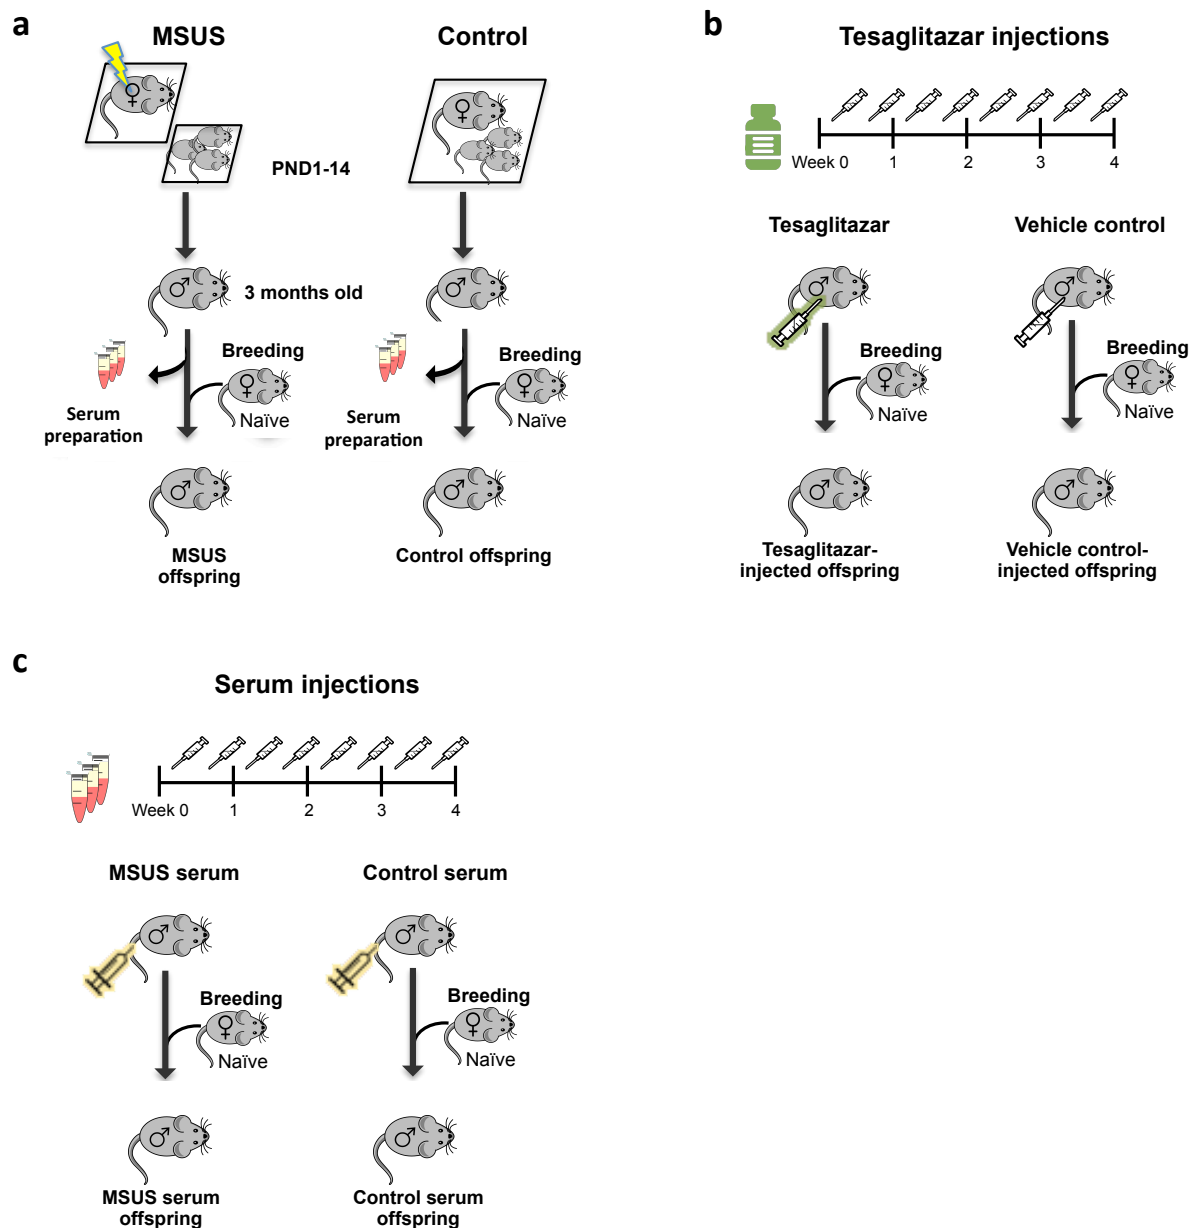 a
MSUS
Control
PND1-14
3 months old
Breeding
Naïve
Serum
preparation
Breeding
Naïve
Serum
preparation
MSUS
offspring
Control offspring
b
Tesaglitazar injections
Week 0 1 2 3 4
Tesaglitazar
Vehicle control
Breeding
Naïve
Breeding
Naïve
Tesaglitazar-
injected offspring
Vehicle control-
injected offspring
c
Serum injections
Week 0 1 2 3 4
MSUS serum
Control serum
Breeding
Naïve
Breeding
Naïve
MSUS serum
offspring
Control serum
offspring